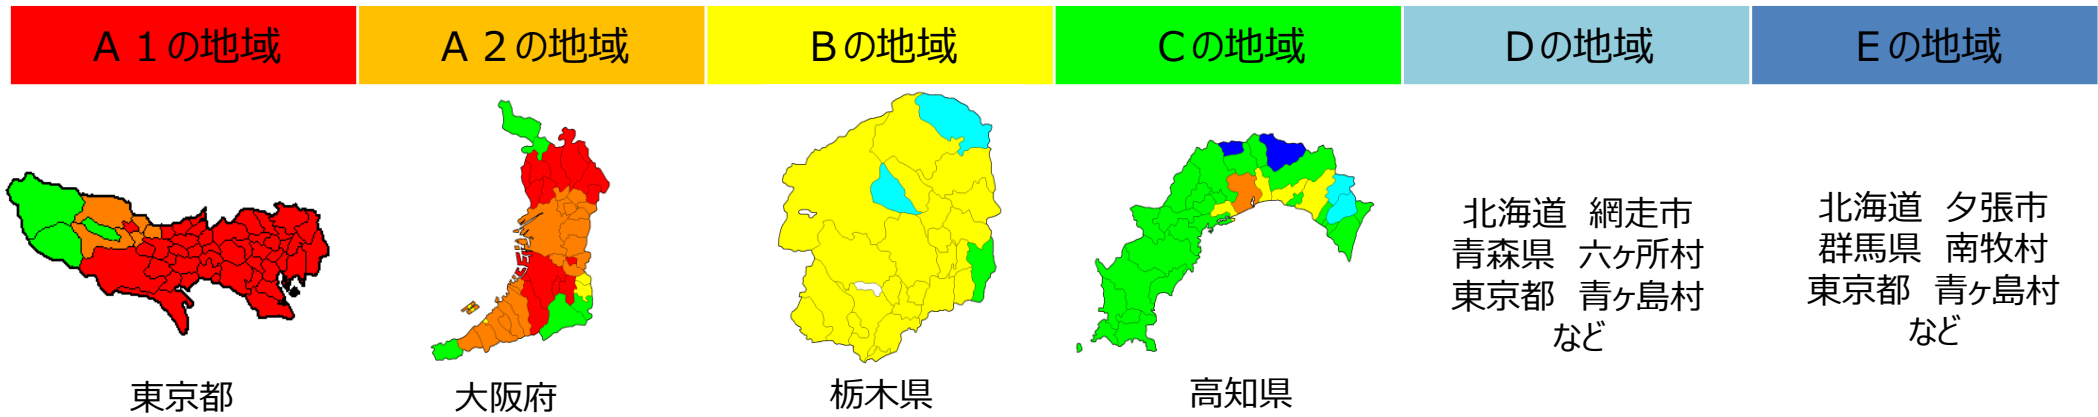 A１の地域
A２の地域
Bの地域
Cの地域
Dの地域
Eの地域
東京都
大阪府
栃木県
高知県
北海道　網走市
青森県　六ヶ所村
東京都　青ヶ島村
など
北海道　夕張市
群馬県　南牧村
東京都　青ヶ島村
など